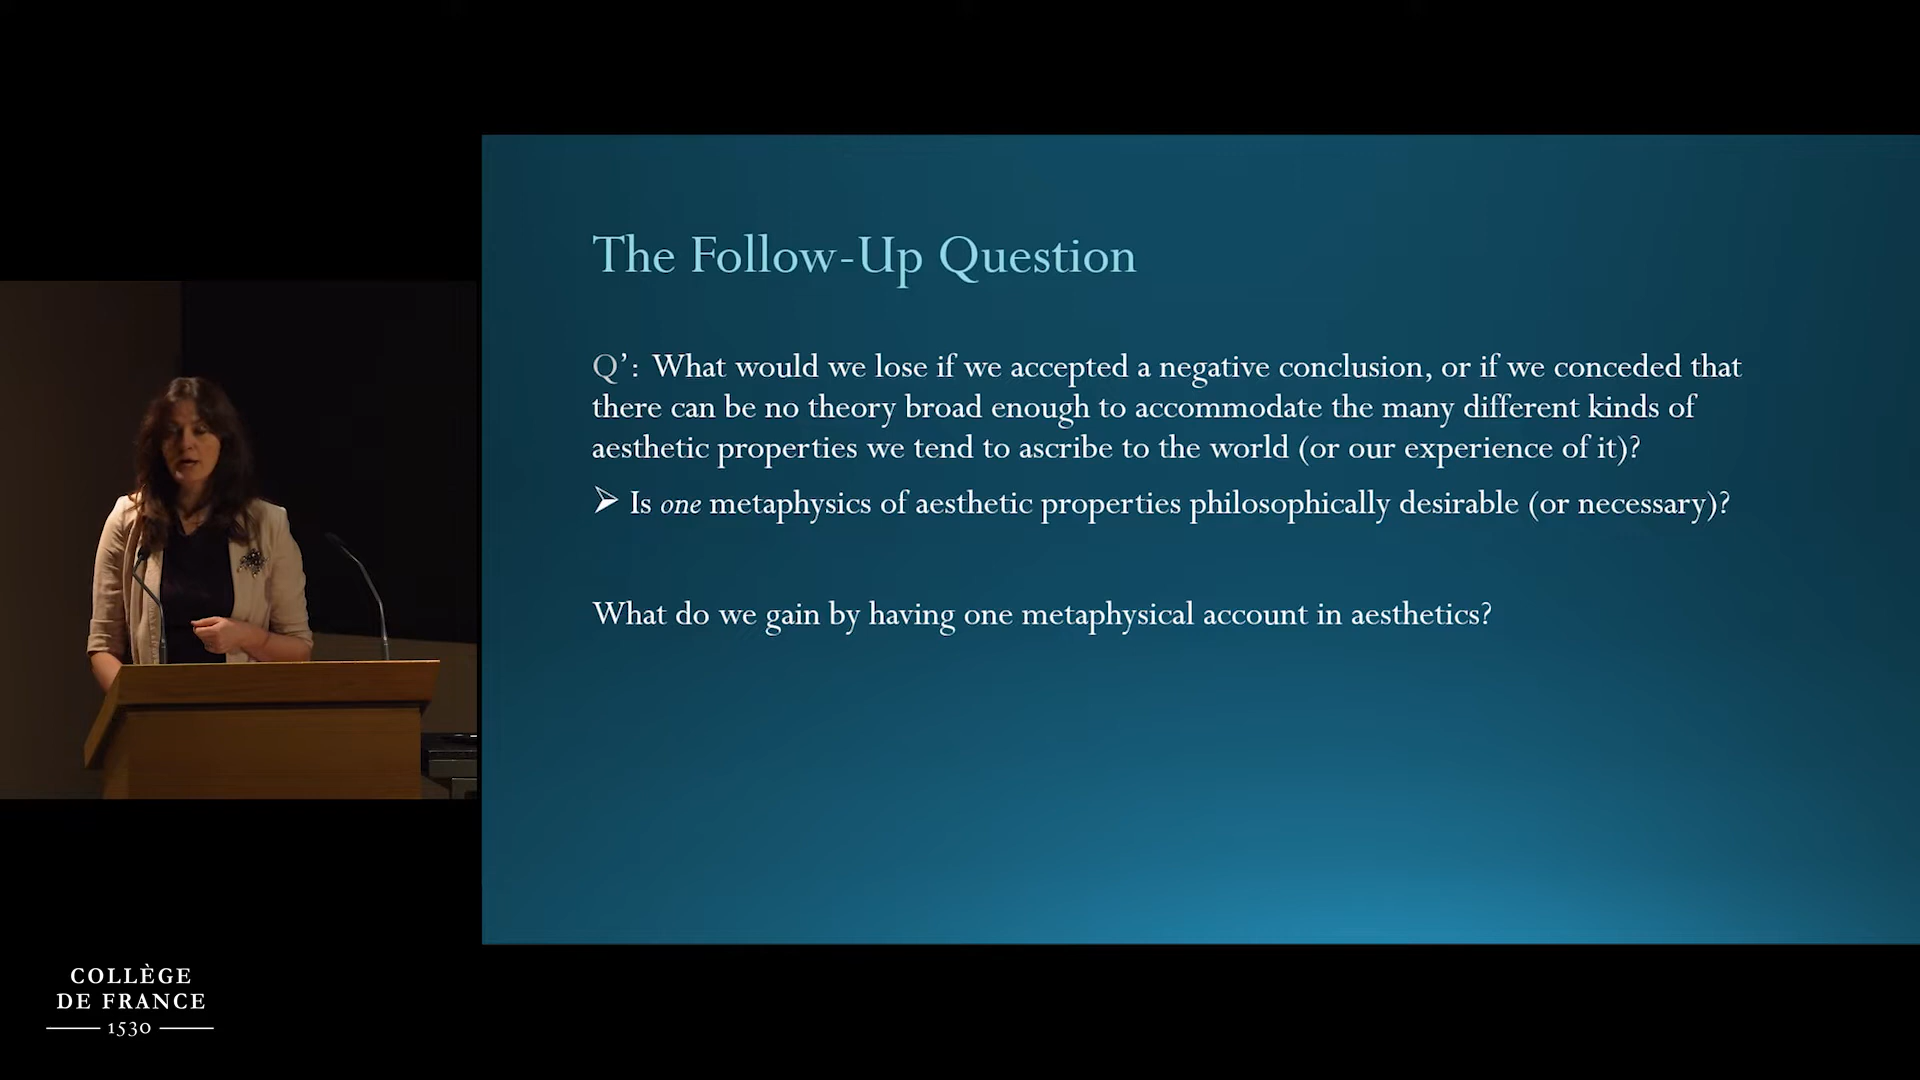 The Follow-Up Question
Q’: What would we lose if we accepted a negative conclusion, or if we conceded that
there can be no theory broad enough to accommodate the many different kinds of
aesthetic properties we tend to ascribe to the world (or our experience of it)?
➢ Is one metaphysics of aesthetic properties philosophically desirable (or necessary)?
What do we gain by having one metaphysical account in aesthetics?
COLLÈGE
DE FRANCE
1530